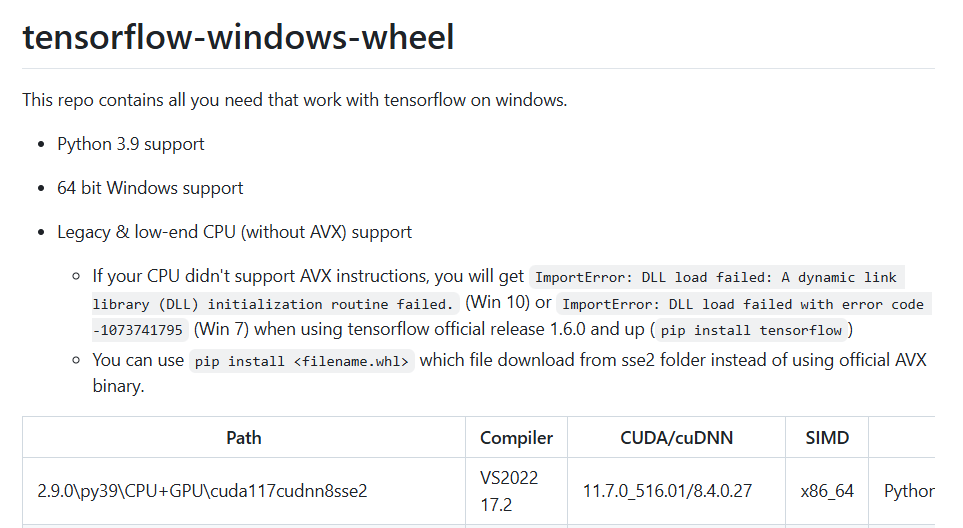 tensorflow-windows-wheel
This repo contains all you need that work with tensorflow on windows.
Python 3.9 support
64 bit Windows support
Legacy & low-end CPU (without AVX) support
If your CPU didn't support AVX instructions, you will get ImportError: DLL load failed: A dynamic link
library (DLL) initialization routine failed. (Win 10) or ImportError: DLL load failed with error code
-1073741795 (Win 7) when using tensorflow official release 1.6.0 and up ( pip install tensorflow )
You can use pip install <filename.whl> which file download from sse2 folder instead of using official AVX
binary.
Path Compiler CUDA/cuDNN SIMD
2.9.0\py39\CPU+GPU\cuda117cudnn8sse2 VS2022 17.2 11.7.0_516.01/8.4.0.27 x86_64 Python